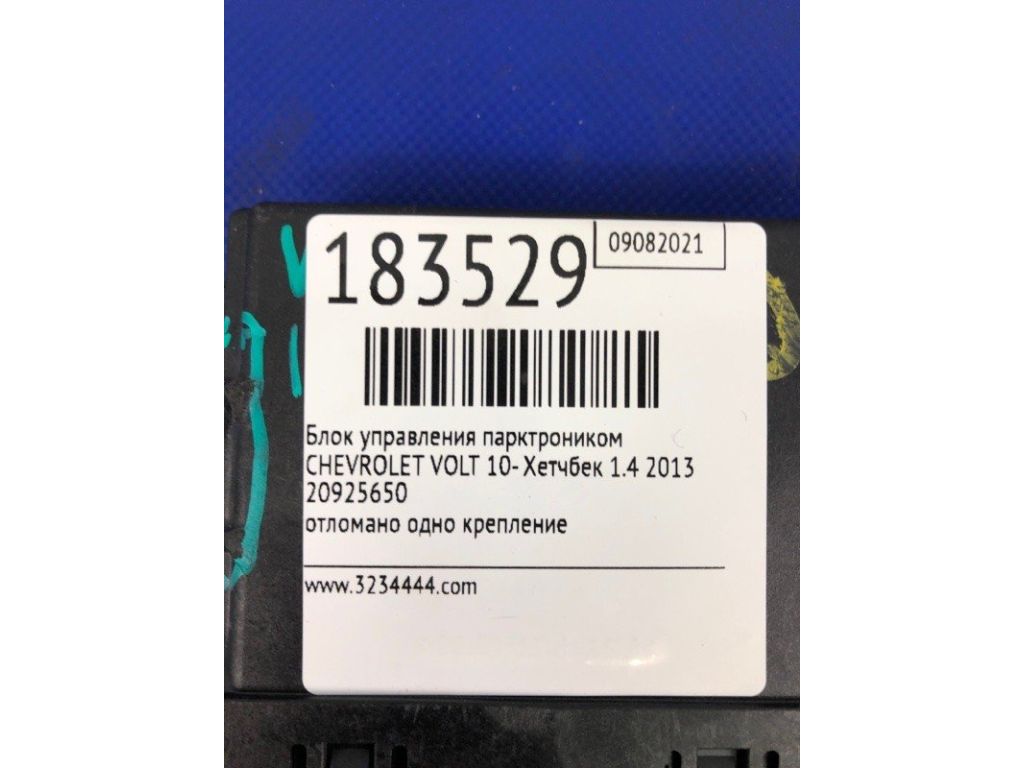 183529
09082021
Блок управления парктроником
CHEVROLET VOLT 10- Хетчбек 1.4 2013
20925650
отломано одно крепление
www.3234444.com